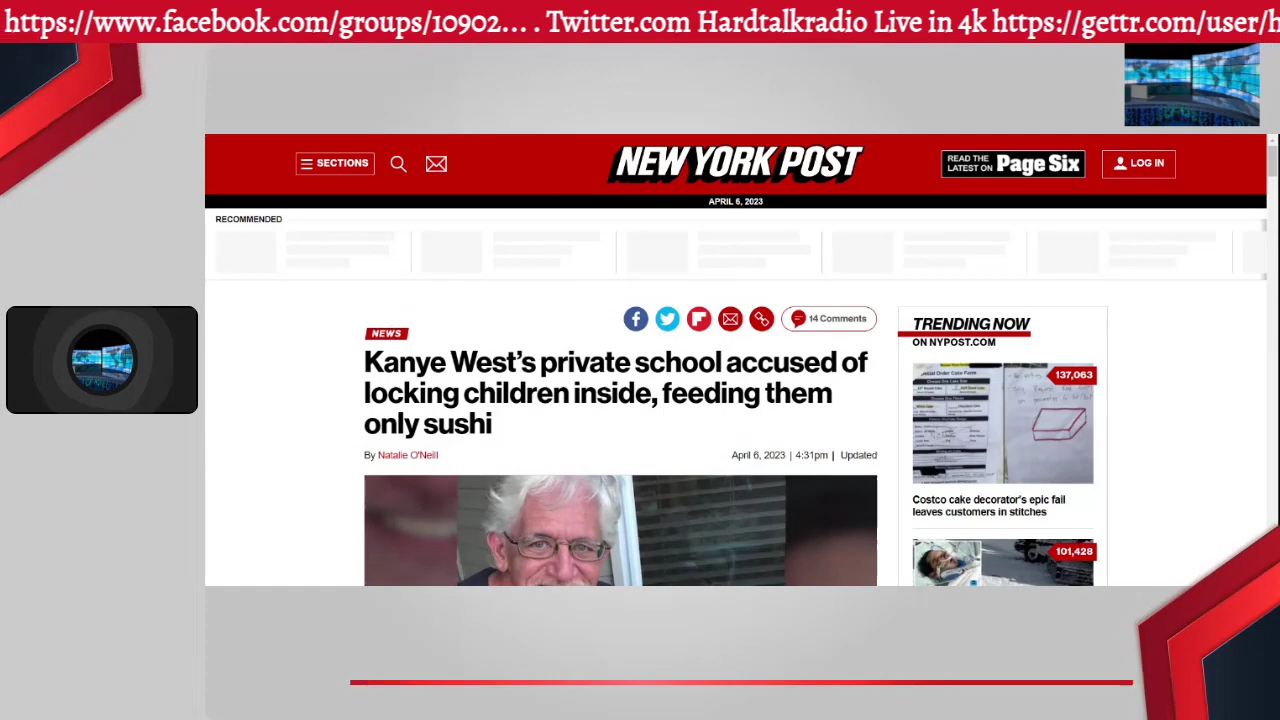 https://www.facebook.com/groups/10902... . Twitter.com Hardtalkradio Live in 4k https://gettr.com/user/h
SECTIONS
NEW YORK POST
READ THE LATEST ON Page Six
LOG IN
APRIL 6, 2023
RECOMMENDED
14 Comments
NEWS
Kanye West's private school accused of
locking children inside, feeding them
only sushi
By Natalie O'Neill
April 6, 2023 | 4:31pm | Updated
TRENDING NOW
ON NYPOST.COM
137,063
Costco cake decorator's epic fail
leaves customers in stitches
101,428